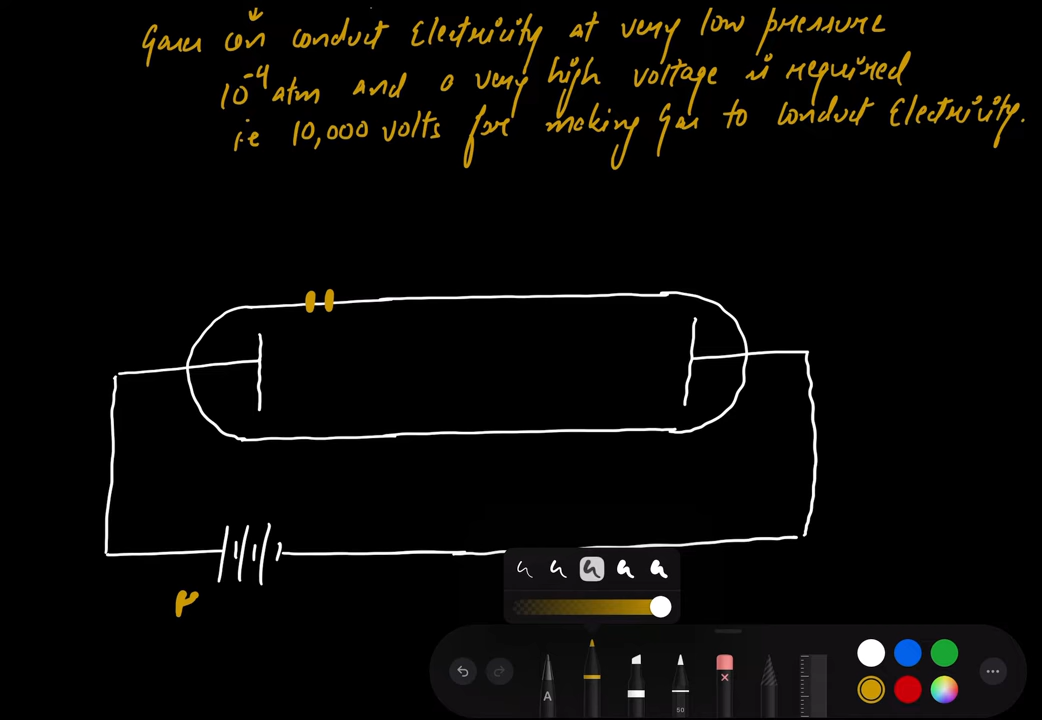 Gases can conduct Electricity at very low pressure
10⁻⁴ atm and a very high voltage is required
i.e 10,000 volts for making Gas to conduct Electricity.
A
50